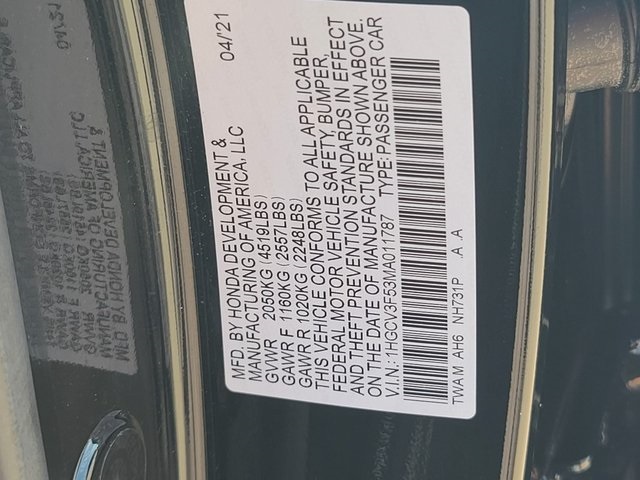 MFD. BY HONDA DEVELOPMENT &
MANUFACTURING OF AMERICA, LLC 04/'21
GVWR 2050KG (4519LBS)
GAWR F 1160KG (2557LBS)
GAWR R 1020KG (2248LBS)
THIS VEHICLE CONFORMS TO ALL APPLICABLE
FEDERAL MOTOR VEHICLE SAFETY, BUMPER,
AND THEFT PREVENTION STANDARDS IN EFFECT
ON THE DATE OF MANUFACTURE SHOWN ABOVE.
V.I.N: 1HGCV3F53MA011787 TYPE: PASSENGER CAR
TWAM AH6 NH731P A . A